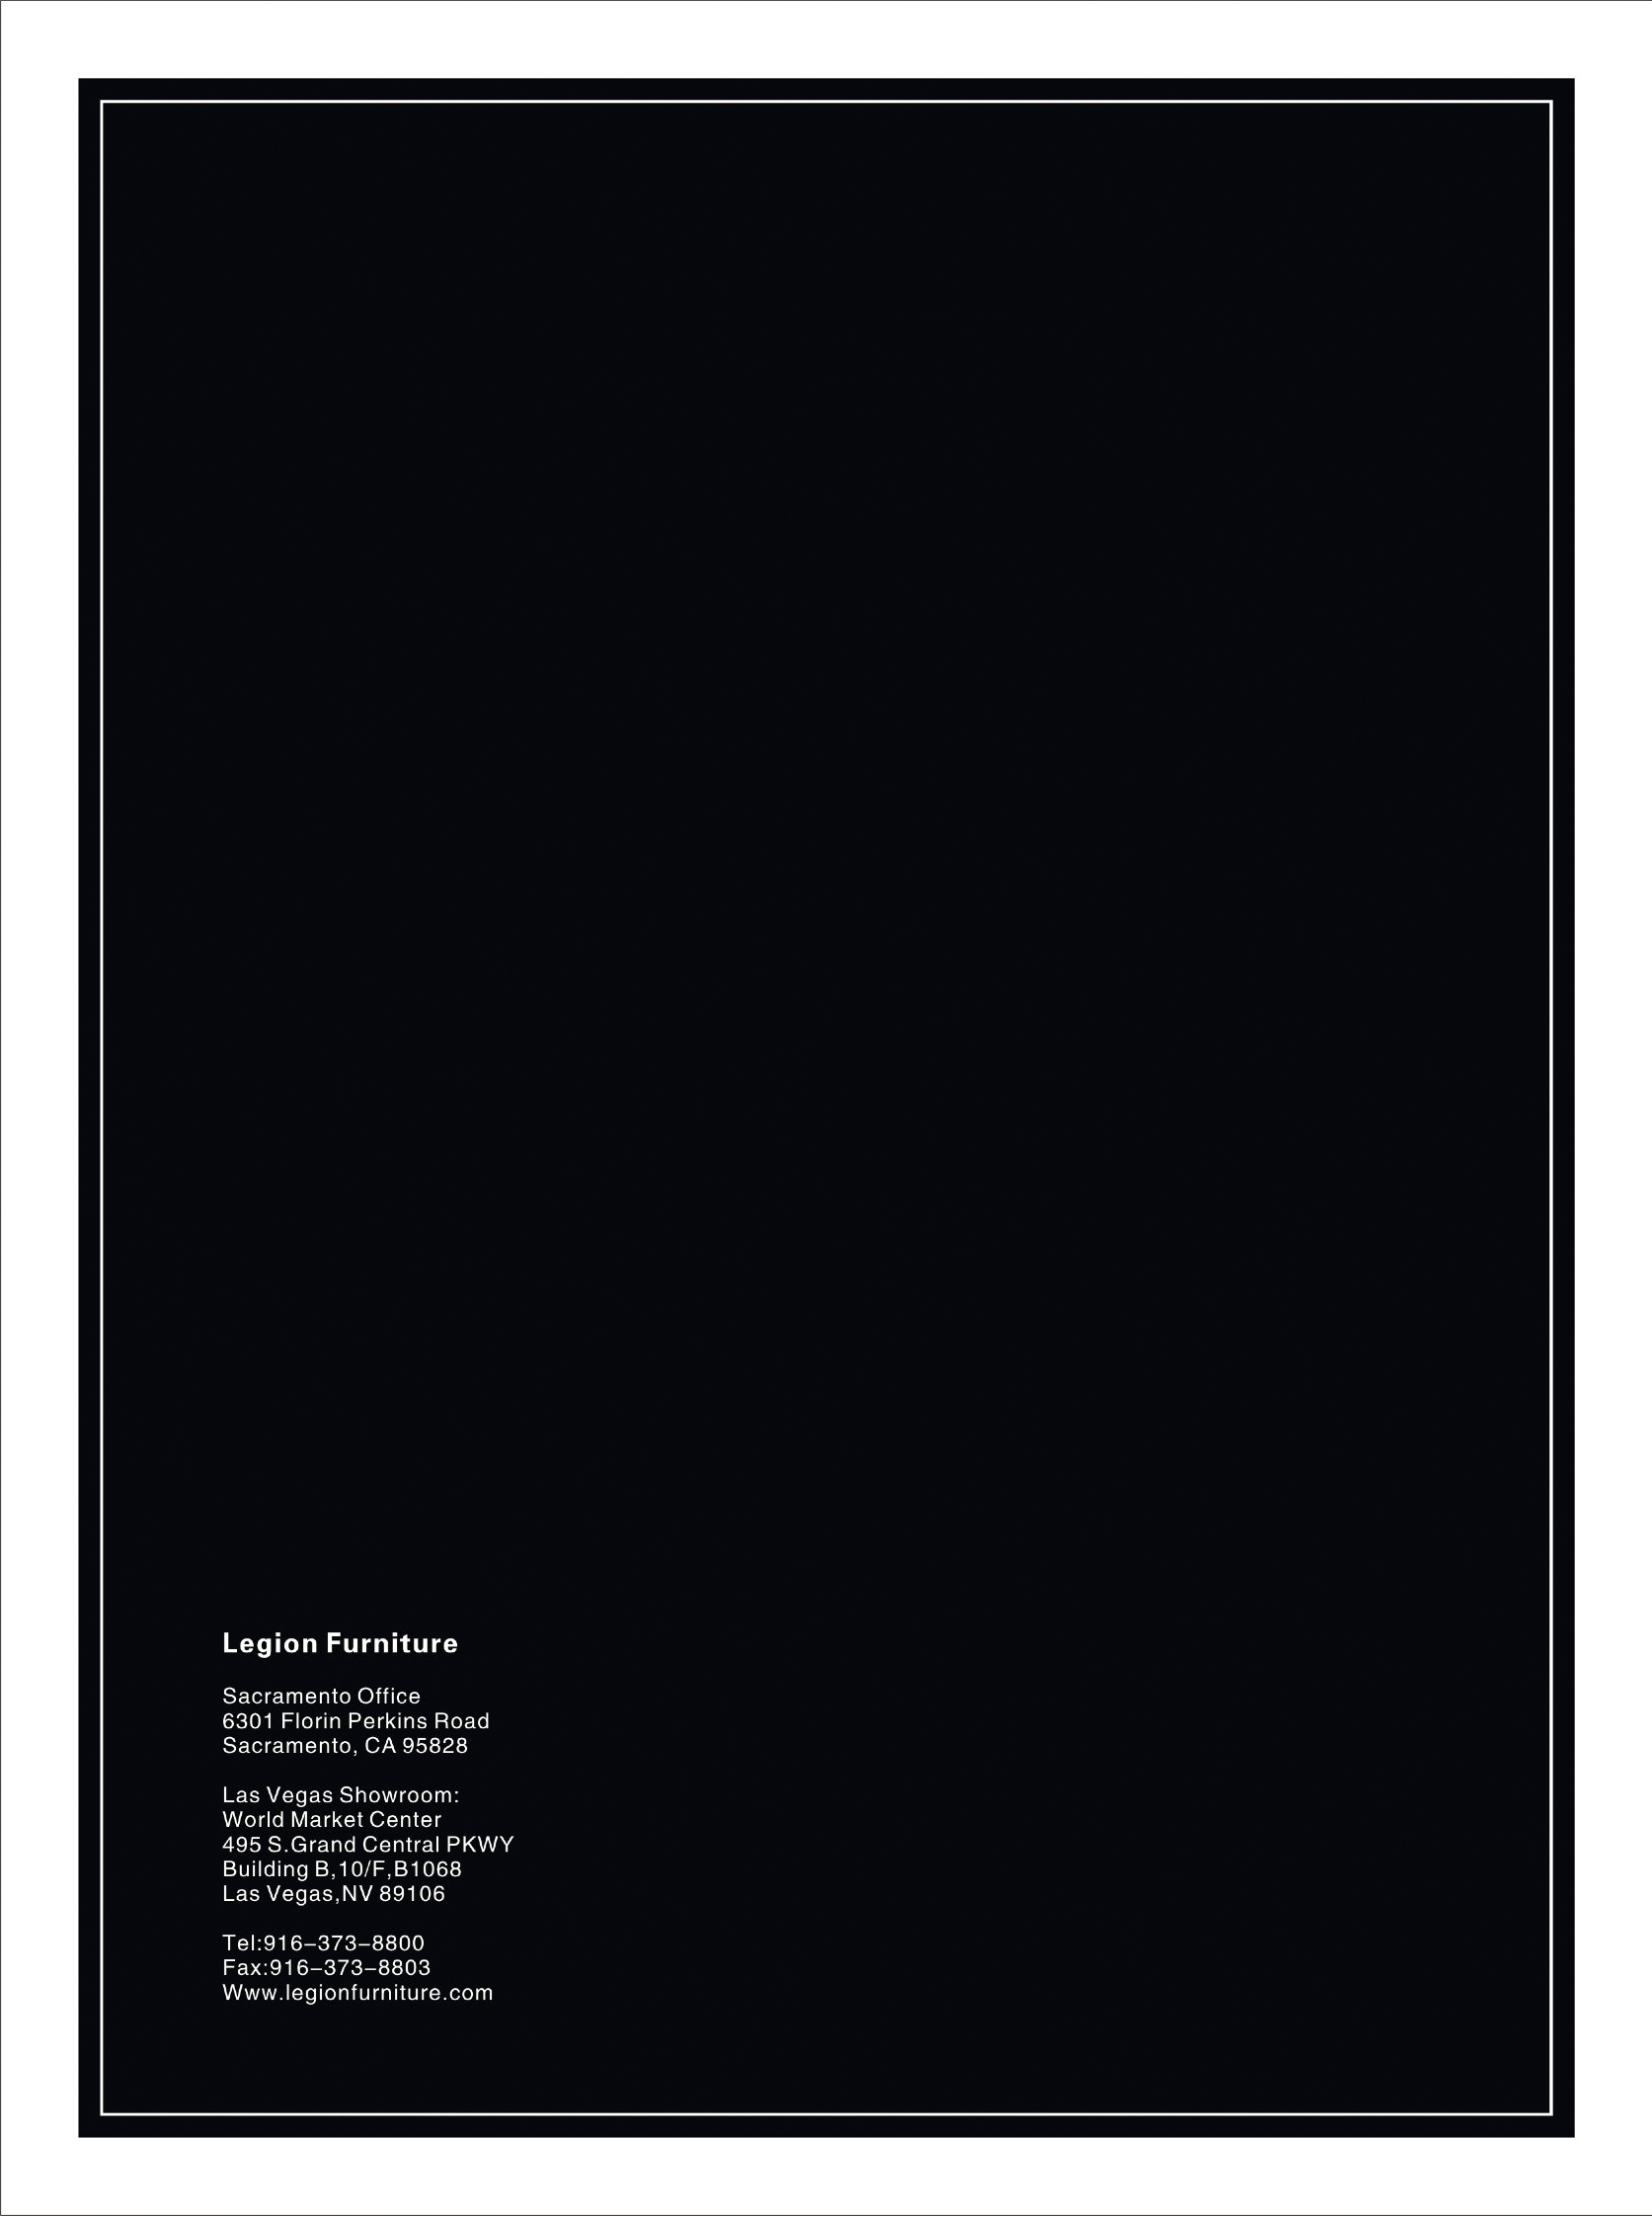 Legion Furniture
Sacramento Office
6301 Florin Perkins Road
Sacramento, CA 95828
Las Vegas Showroom:
World Market Center
495 S.Grand Central PKWY
Building B,10/F,B1068
Las Vegas,NV 89106
Tel:916–373–8800
Fax:916–373–8803
Www.legionfurniture.com